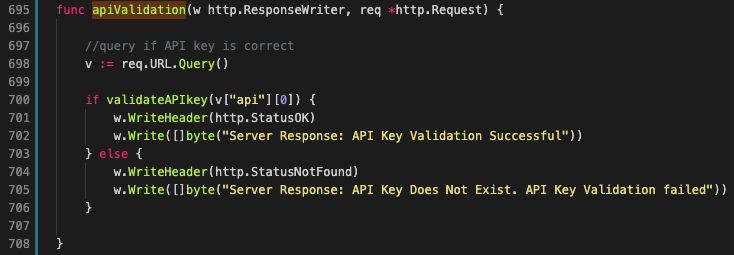 695 func apiValidation(w http.ResponseWriter, req *http.Request) {
696
697 //query if API key is correct
698 v := req.URL.Query()
699
700 if validateAPIkey(v["api"][0]) {
701 w.WriteHeader(http.StatusOK)
702 w.Write([]byte("Server Response: API Key Validation Successful"))
703 } else {
704 w.WriteHeader(http.StatusNotFound)
705 w.Write([]byte("Server Response: API Key Does Not Exist. API Key Validation failed"))
706 }
707
708 }